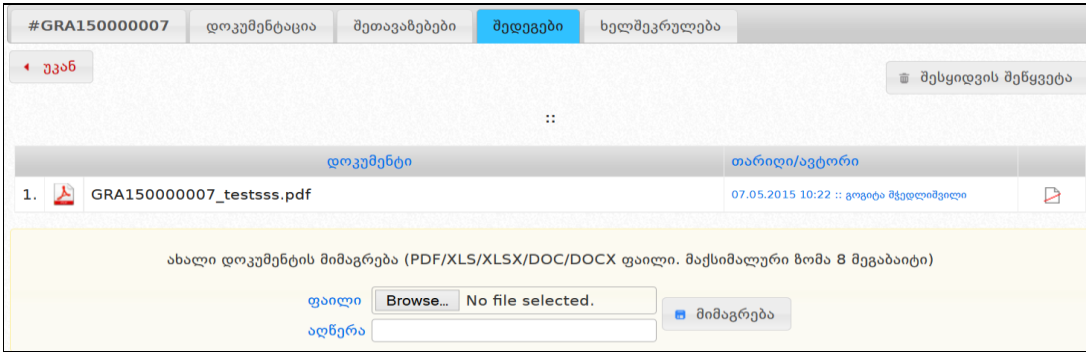 #GRA150000007 დოკუმენტაცია შეთავაზებები შედეგები ხელშეკრულება
უკან
შესყიდვის შეწყვეტა
::
დოკუმენტი თარიღი/ავტორი
1. GRA150000007_testsss.pdf 07.05.2015 10:22 :: გოგიტა მჭედლიშვილი
ახალი დოკუმენტის მიმაგრება (PDF/XLS/XLSX/DOC/DOCX ფაილი. მაქსიმალური ზომა 8 მეგაბაიტი)
ფაილი Browse... No file selected.
მიმაგრება
აღწერა